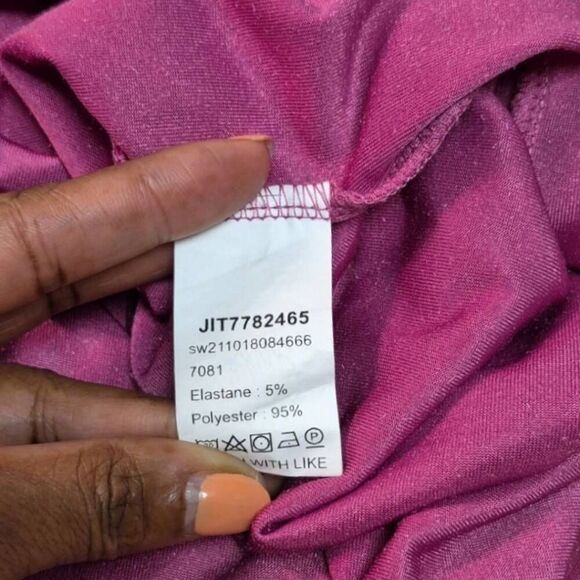 JIT7782465
sw211018084666
7081
Elastane : 5%
Polyester : 95%
P
WITH LIKE